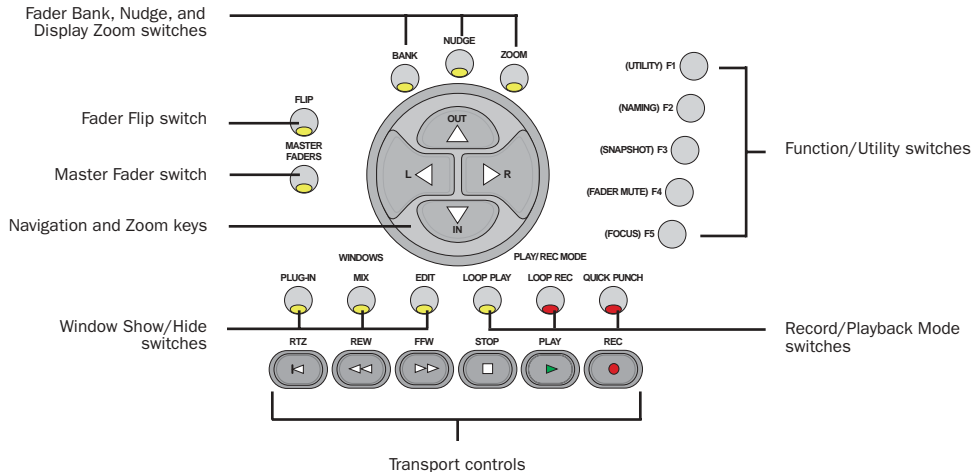 Fader Bank, Nudge, and
Display Zoom switches
BANK
NUDGE
ZOOM
(UTILITY) F1
(NAMING) F2
(SNAPSHOT) F3
(FADER MUTE) F4
(FOCUS) F5
Function/Utility switches
FLIP
Fader Flip switch
MASTER
FADERS
Master Fader switch
OUT
L
R
IN
Navigation and Zoom keys
WINDOWS
PLAY/REC MODE
PLUG-IN
MIX
EDIT
LOOP PLAY
LOOP REC
QUICK PUNCH
Window Show/Hide
switches
Record/Playback Mode
switches
RTZ
REW
FFW
STOP
PLAY
REC
Transport controls